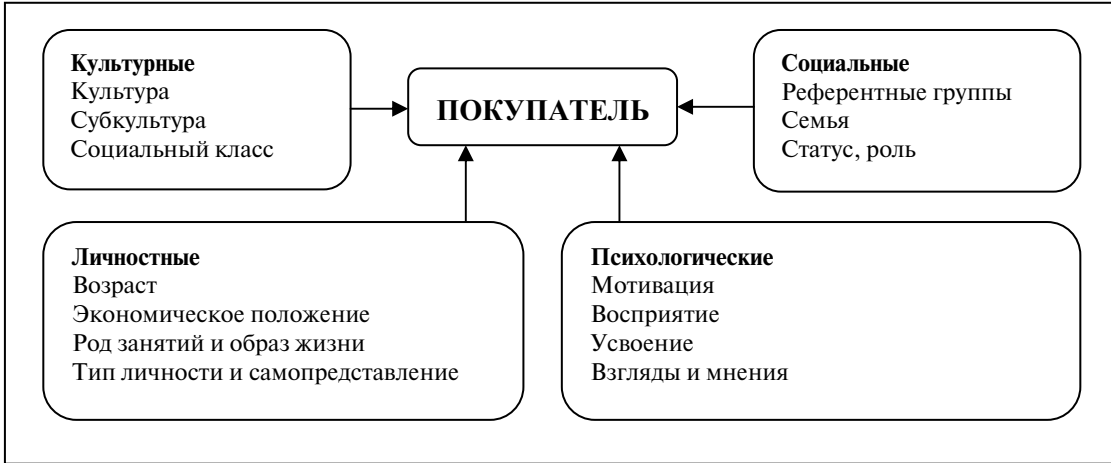 Культурные
Культура
Субкультура
Социальный класс
ПОКУПАТЕЛЬ
Социальные
Референтные группы
Семья
Статус, роль
Личностные
Возраст
Экономическое положение
Род занятий и образ жизни
Тип личности и самопредставление
Психологические
Мотивация
Восприятие
Усвоение
Взгляды и мнения